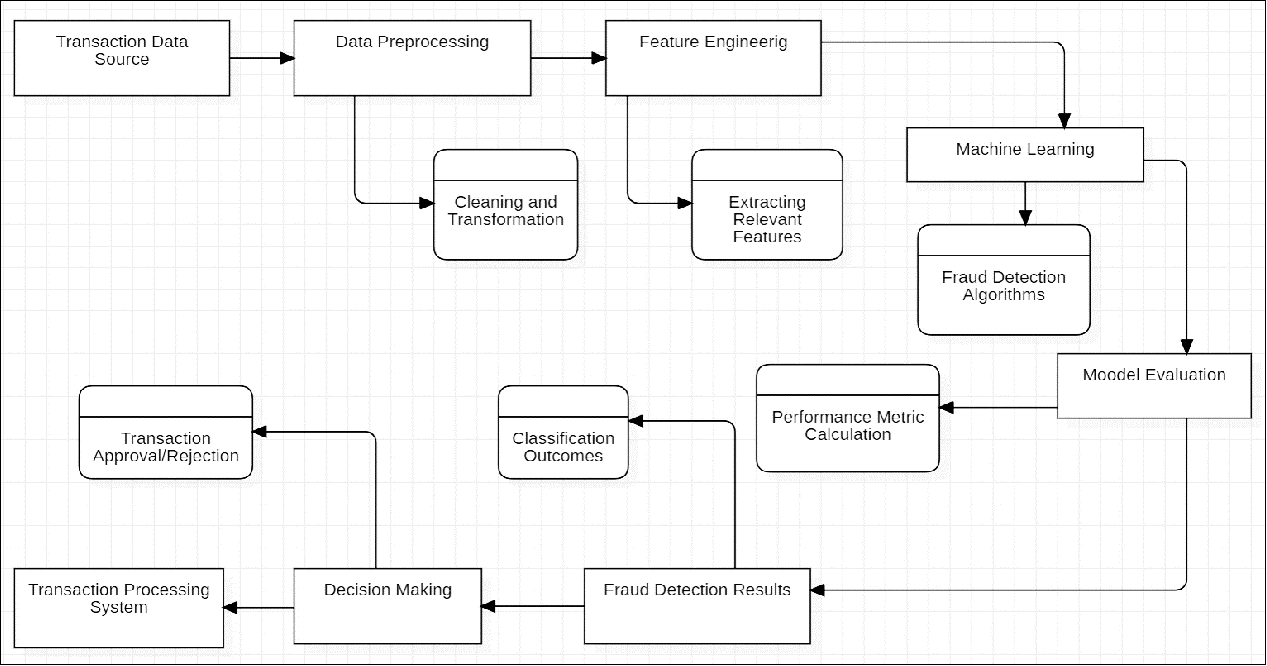 Transaction Data
Source
Data Preprocessing
Feature Engineerig
Machine Learning
Cleaning and
Transformation
Extracting
Relevant
Features
Fraud Detection
Algorithms
Moodel Evaluation
Performance Metric
Calculation
Classification
Outcomes
Transaction
Approval/Rejection
Transaction Processing
System
Decision Making
Fraud Detection Results